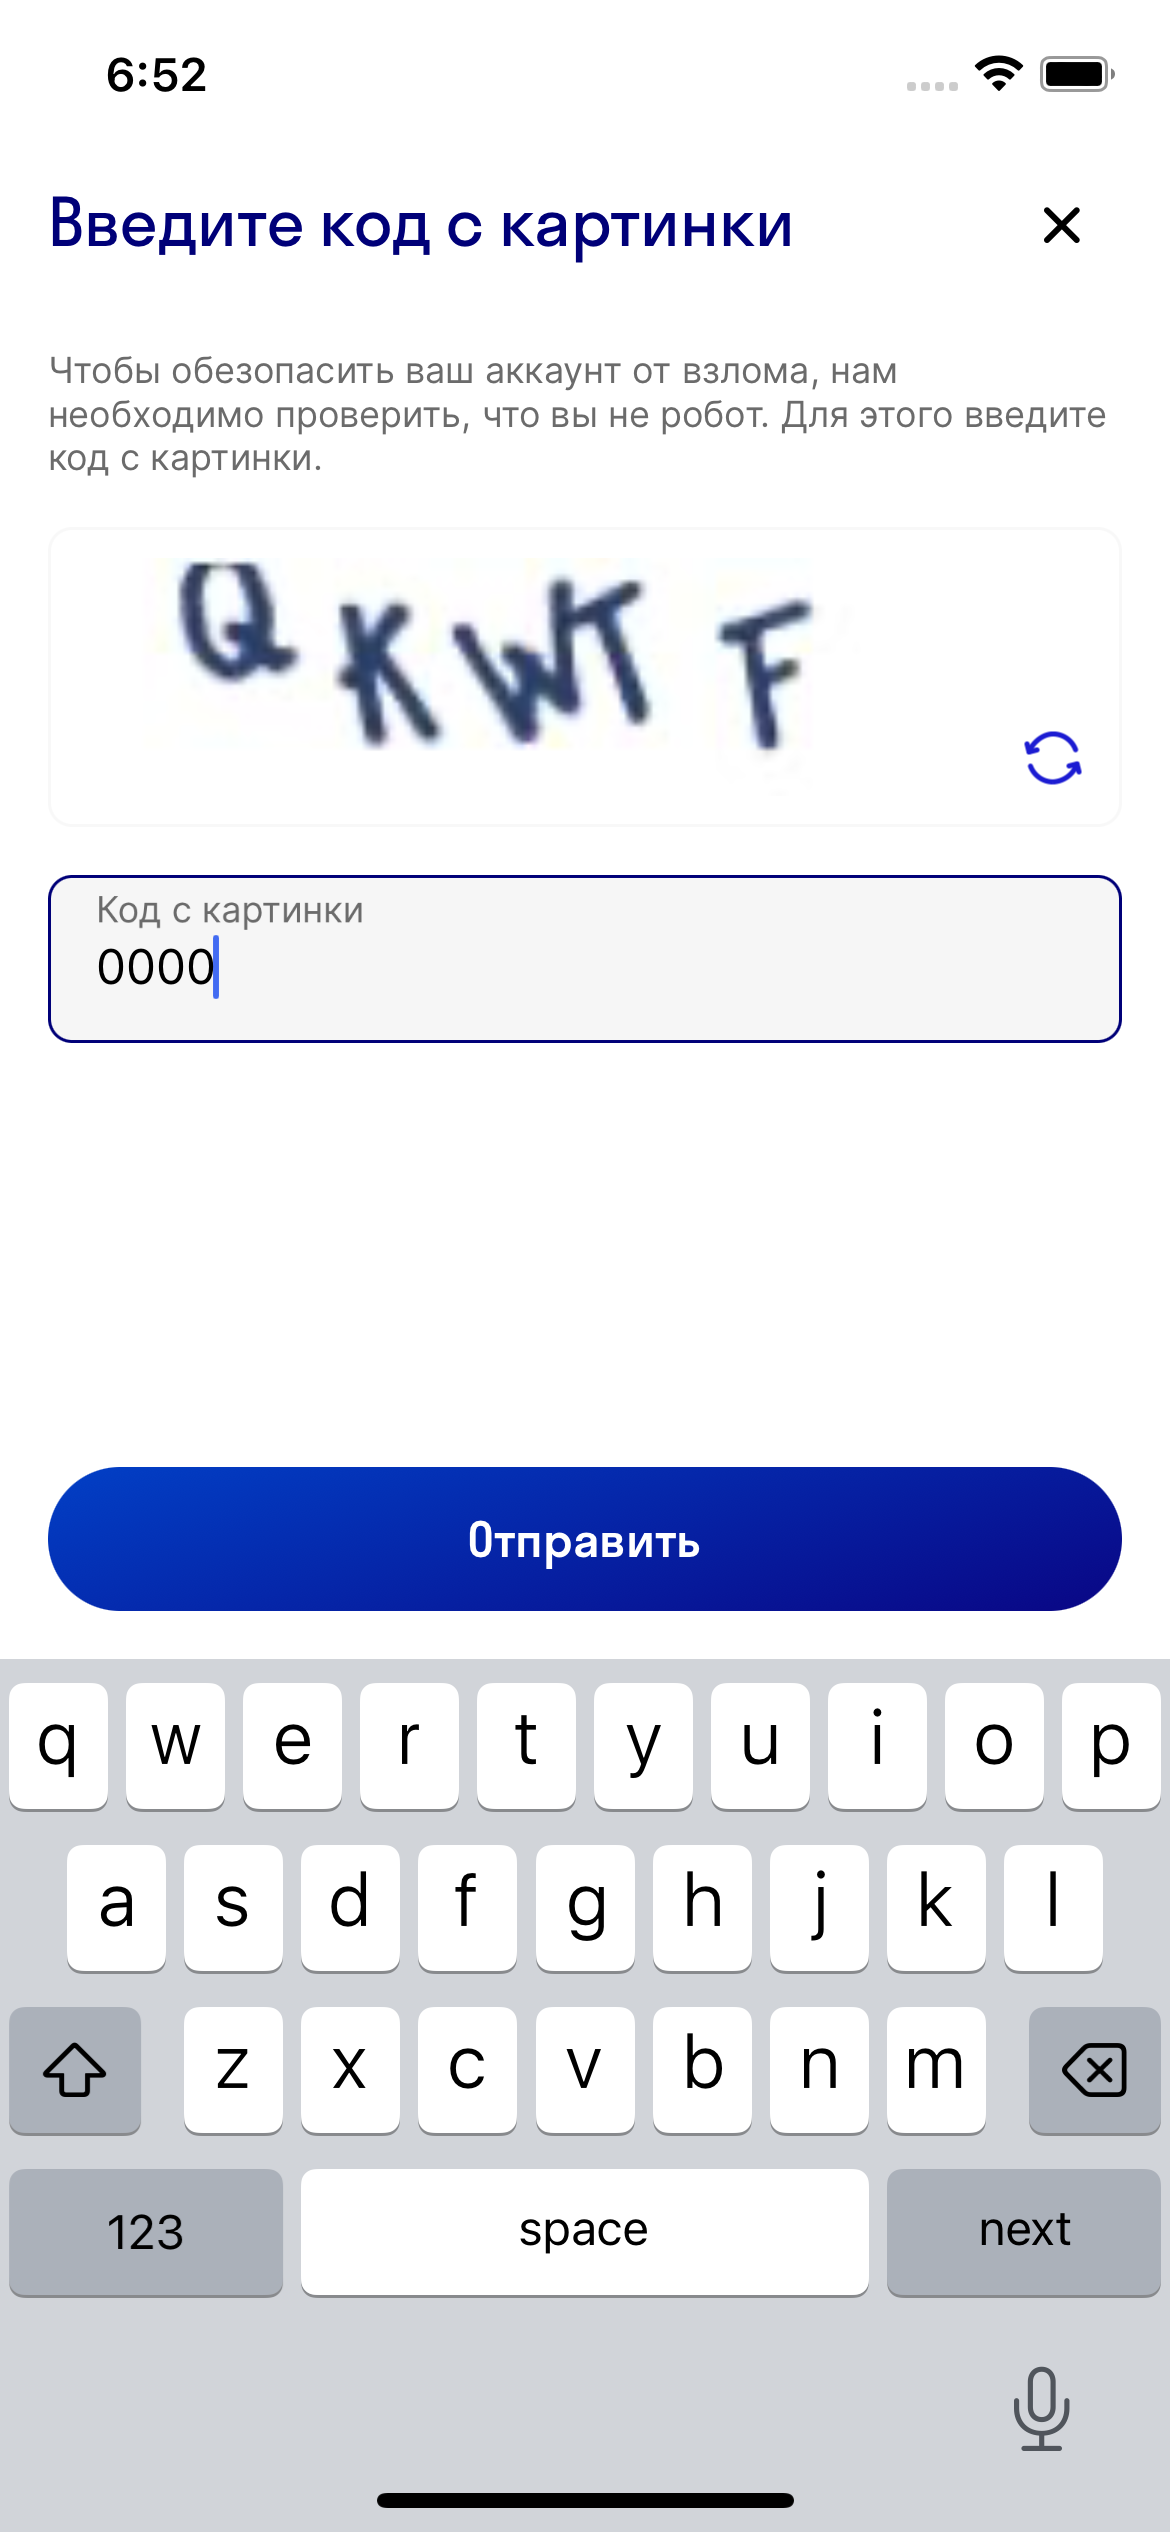 6:52
Введите код с картинки
Чтобы обезопасить ваш аккаунт от взлома, нам
необходимо проверить, что вы не робот. Для этого введите
код с картинки.
QKWTF
Код с картинки
0000
Отправить
q w e r t y u i o p
a s d f g h j k l
z x c v b n m
123 space next